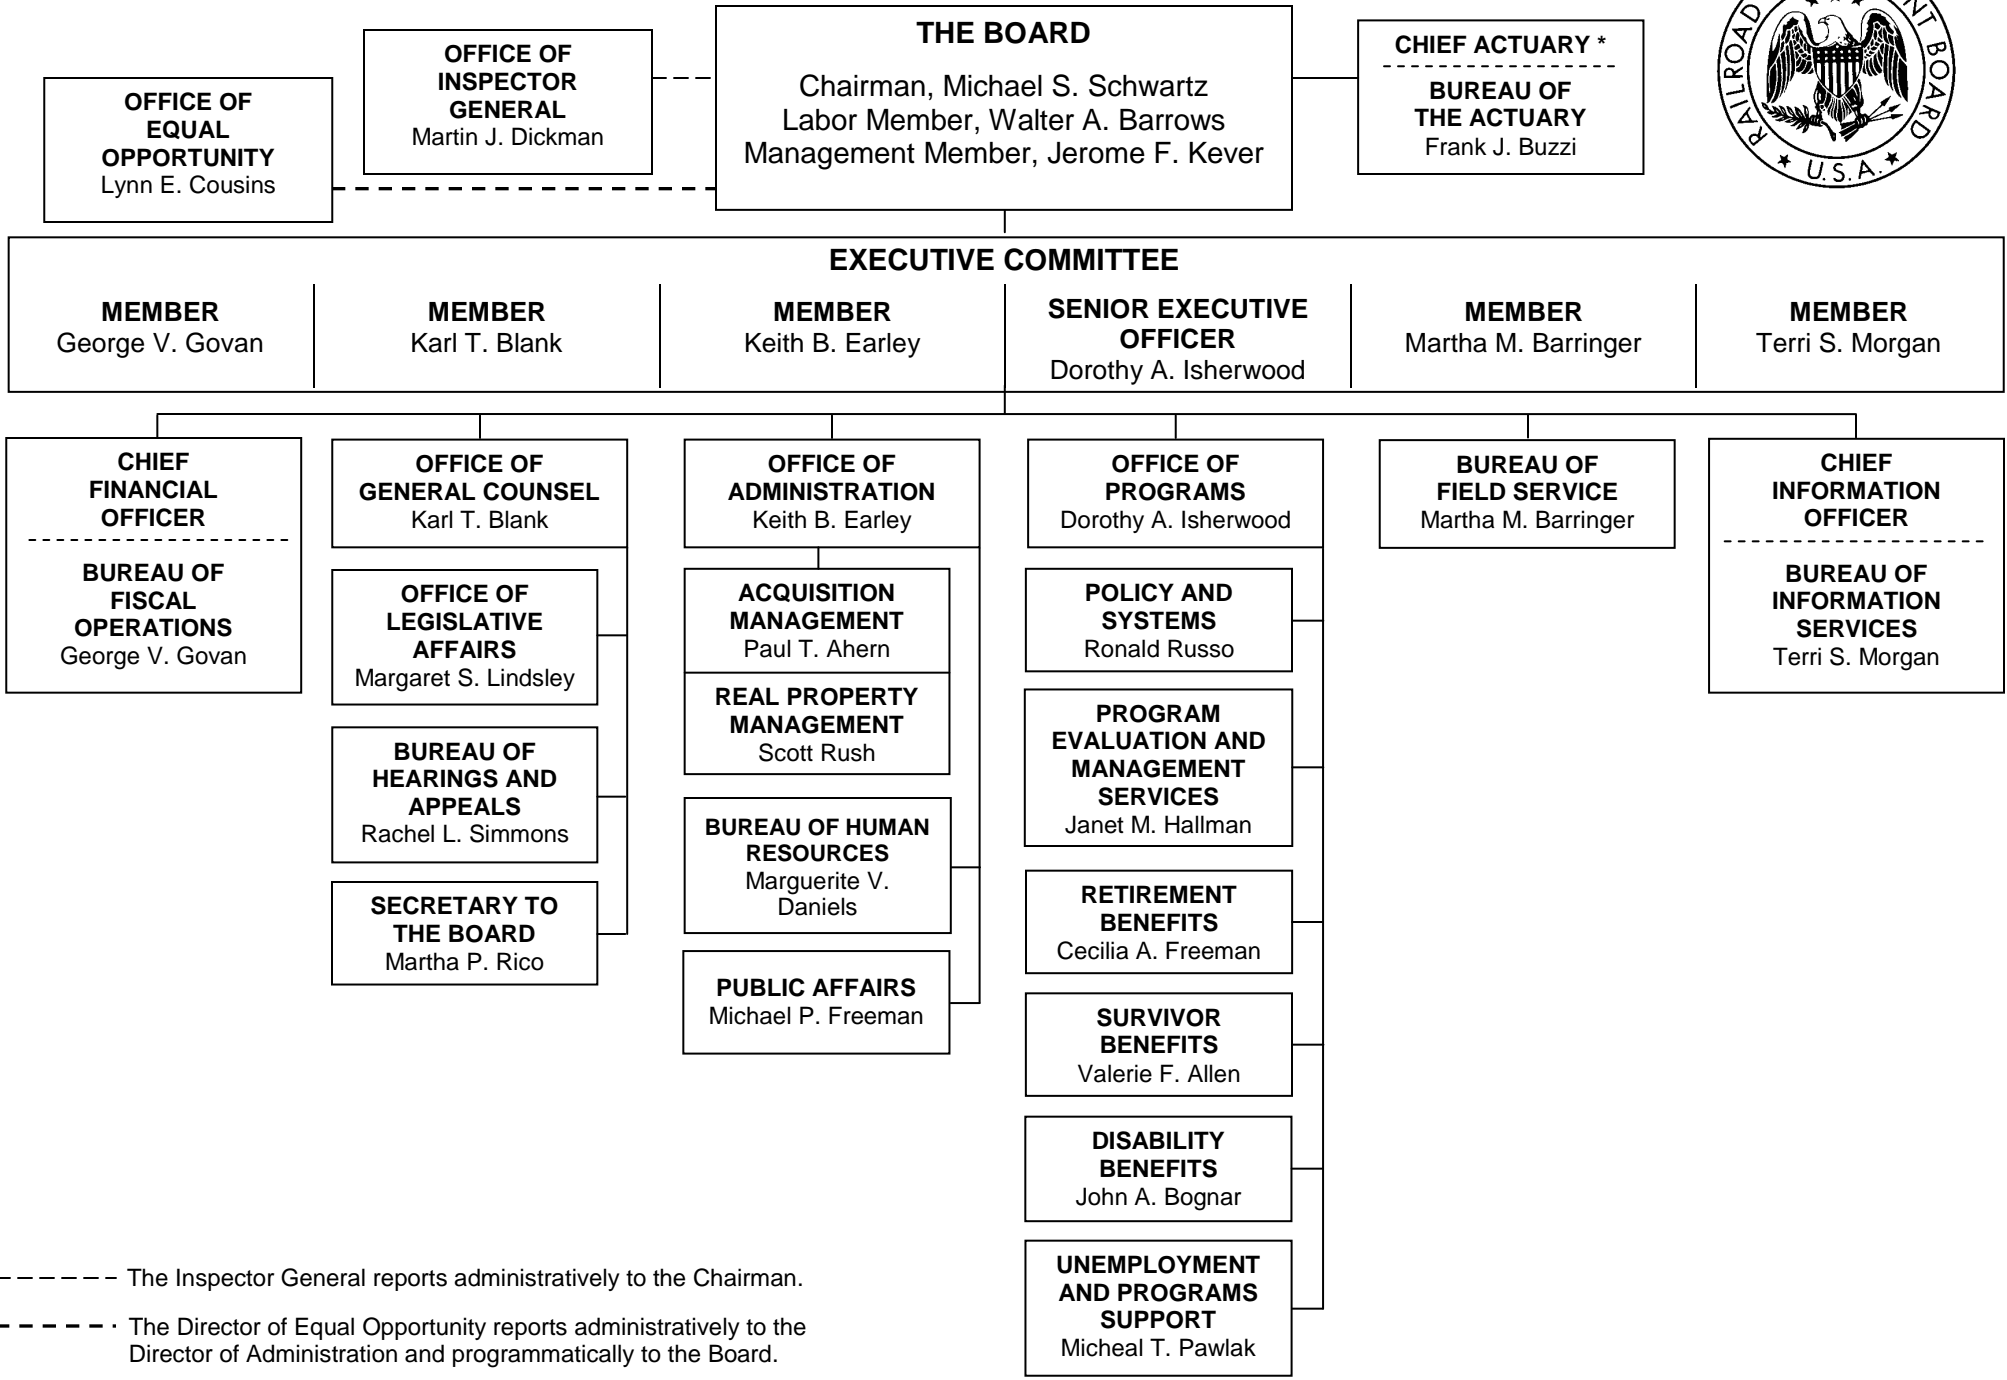 THE BOARD
Chairman, Michael S. Schwartz
Labor Member, Walter A. Barrows
Management Member, Jerome F. Kever
OFFICE OF
INSPECTOR
GENERAL
Martin J. Dickman
OFFICE OF
EQUAL
OPPORTUNITY
Lynn E. Cousins
CHIEF ACTUARY *
BUREAU OF
THE ACTUARY
Frank J. Buzzi
RAILROAD
BOARD
U.S.A.
EXECUTIVE COMMITTEE
MEMBER
George V. Govan
MEMBER
Karl T. Blank
MEMBER
Keith B. Earley
SENIOR EXECUTIVE
OFFICER
Dorothy A. Isherwood
MEMBER
Martha M. Barringer
MEMBER
Terri S. Morgan
CHIEF
FINANCIAL
OFFICER
BUREAU OF
FISCAL
OPERATIONS
George V. Govan
OFFICE OF
GENERAL COUNSEL
Karl T. Blank
OFFICE OF
LEGISLATIVE
AFFAIRS
Margaret S. Lindsley
BUREAU OF
HEARINGS AND
APPEALS
Rachel L. Simmons
SECRETARY TO
THE BOARD
Martha P. Rico
OFFICE OF
ADMINISTRATION
Keith B. Earley
ACQUISITION
MANAGEMENT
Paul T. Ahern
REAL PROPERTY
MANAGEMENT
Scott Rush
BUREAU OF HUMAN
RESOURCES
Marguerite V.
Daniels
PUBLIC AFFAIRS
Michael P. Freeman
OFFICE OF
PROGRAMS
Dorothy A. Isherwood
POLICY AND
SYSTEMS
Ronald Russo
PROGRAM
EVALUATION AND
MANAGEMENT
SERVICES
Janet M. Hallman
RETIREMENT
BENEFITS
Cecilia A. Freeman
SURVIVOR
BENEFITS
Valerie F. Allen
DISABILITY
BENEFITS
John A. Bognar
UNEMPLOYMENT
AND PROGRAMS
SUPPORT
Micheal T. Pawlak
BUREAU OF
FIELD SERVICE
Martha M. Barringer
CHIEF
INFORMATION
OFFICER
BUREAU OF
INFORMATION
SERVICES
Terri S. Morgan
The Inspector General reports administratively to the Chairman.
The Director of Equal Opportunity reports administratively to the
Director of Administration and programmatically to the Board.